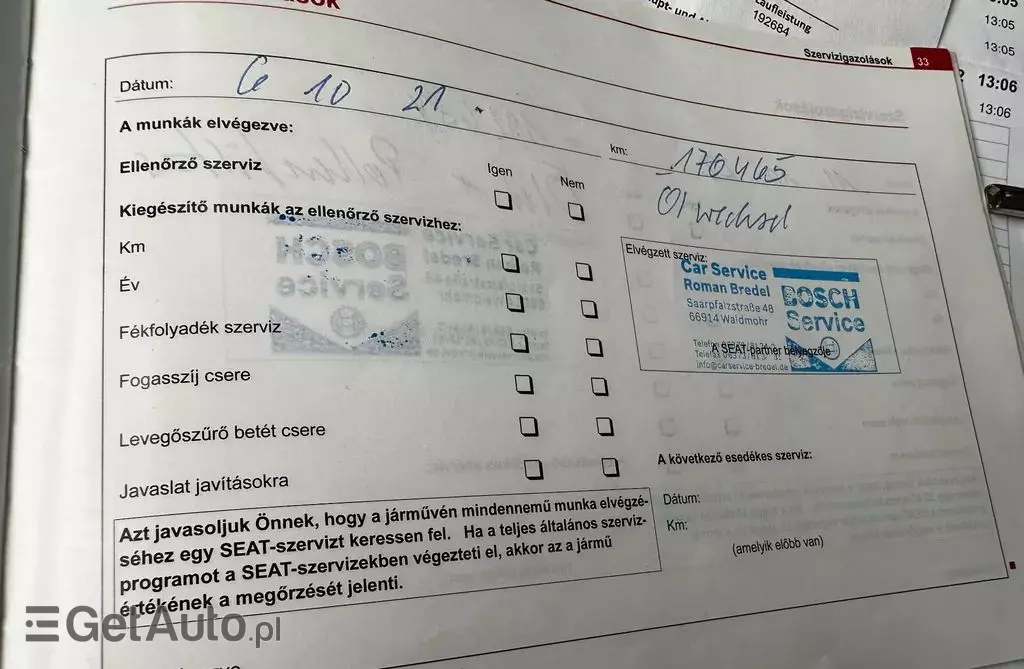 Laufleistung
192684
13:05
13:05
13:06
13:06
Szervizigazolások 33
Dátum: 6 10 21.
A munkák elvégezve:
km: 170465
Ellenőrző szerviz
Igen
Nem
Ölwechsel
Kiegészítő munkák az ellenőrző szervizhez:
Km
Év
Fékfolyadék szerviz
Fogasszíj csere
Levegőszűrő betét csere
Javaslat javításokra
Elvégzett szerviz:
Car Service
Roman Bredel
Saarpfalzstraße 48
66914 Waldmohr
BOSCH
Service
A SEAT-partner bélyegzője
info@carservice-bredel.de
A következő esedékes szerviz:
Dátum:
Km:
(amelyik előbb van)
Azt javasoljuk Önnek, hogy a járművén mindennemű munka elvégzé-
séhez egy SEAT-szervizt keressen fel. Ha a teljes általános szerviz-
programot a SEAT-szervizekben végezteti el, akkor az a jármű
értékének a megőrzését jelenti.
GetAuto.pl